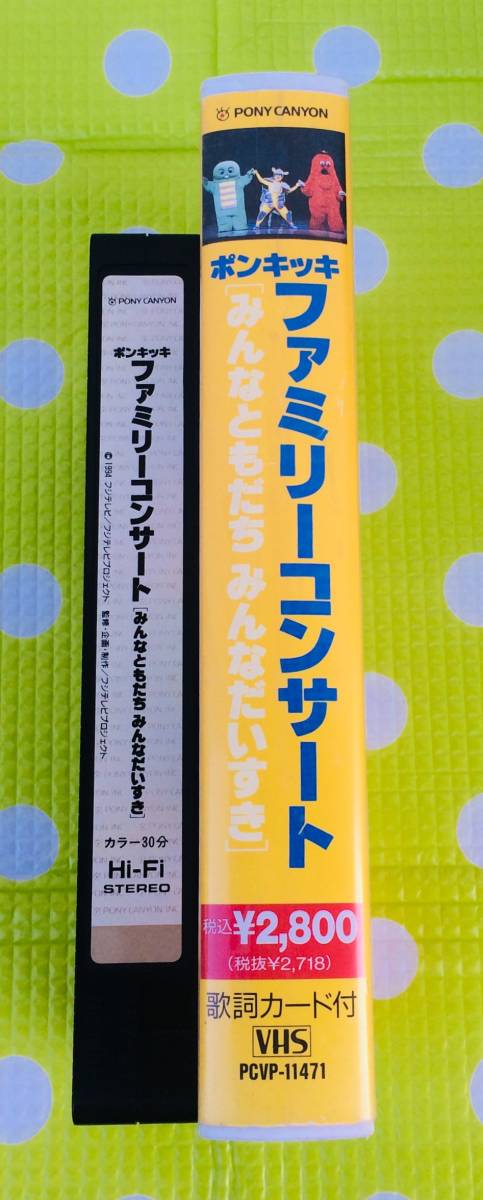 PONY CANYON
ポンキッキ
ファミリーコンサート
[みんなともだち みんなだいすき]
© 1994 フジテレビ/フジテレビプロジェクト 監修・企画・制作/フジテレビプロジェクト
カラー30分
Hi-Fi
STEREO
PONY CANYON
ポンキッキ
ファミリーコンサート
[みんなともだち みんなだいすき]
税込¥2,800
(税抜¥2,718)
歌詞カード付
VHS
PCVP-11471